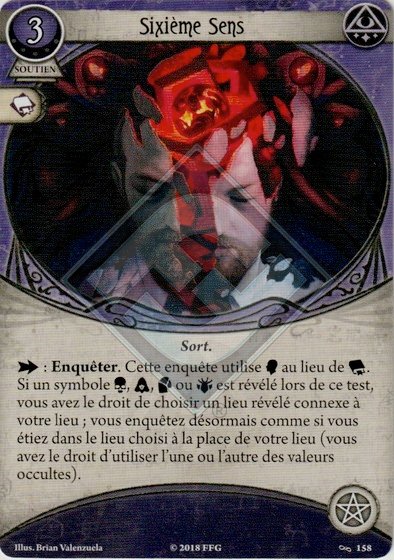 3
Sixième Sens
SOUTIEN
Sort.
: Enquêter. Cette enquête utilise au lieu de .
Si un symbole , , ou est révélé lors de ce test,
vous avez le droit de choisir un lieu révélé connexe à
votre lieu ; vous enquêtez désormais comme si vous
étiez dans le lieu choisi à la place de votre lieu (vous
avez le droit d'utiliser l'une ou l'autre des valeurs
occultes).
Illus. Brian Valenzuela
© 2018 FFG
158